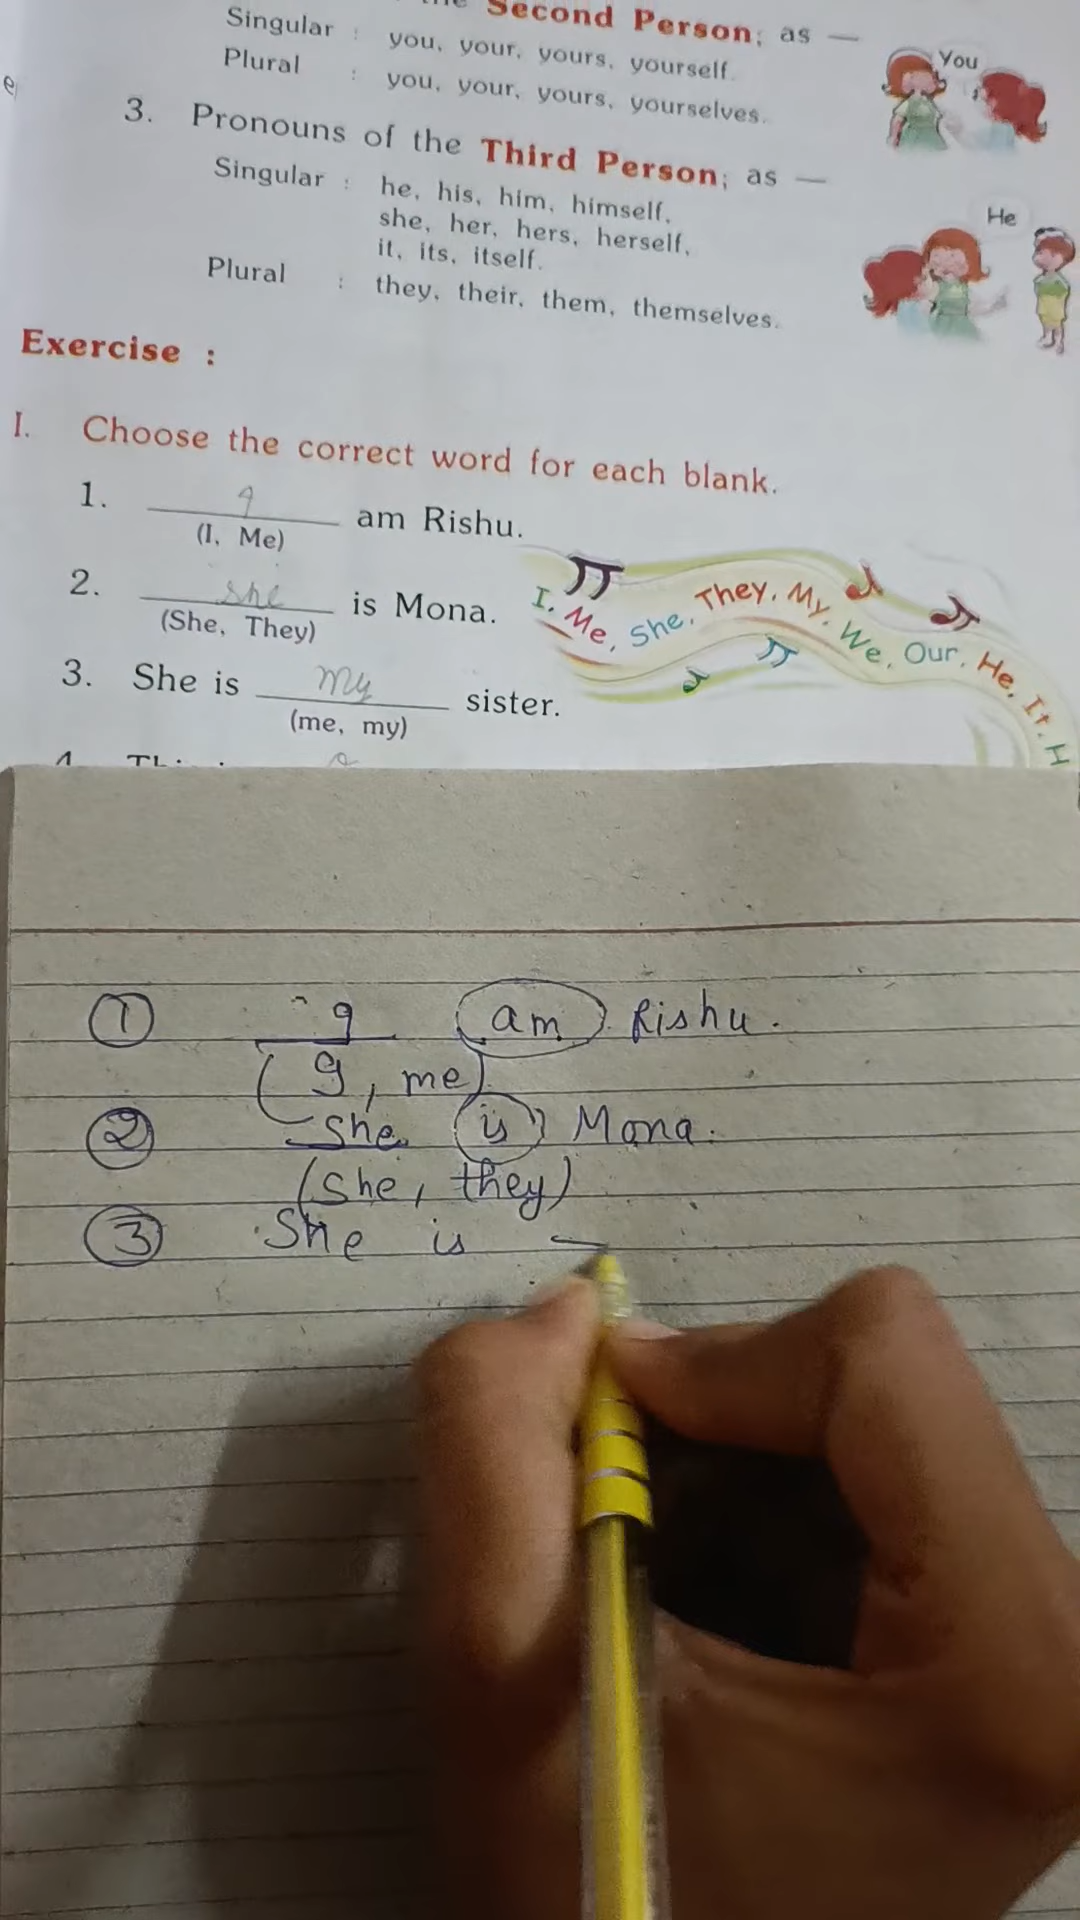 the Second Person; as —
Singular : you, your, yours, yourself.
Plural : you, your, yours, yourselves.
You
3. Pronouns of the Third Person; as —
Singular : he, his, him, himself,
she, her, hers, herself,
it, its, itself.
Plural : they, their, them, themselves.
He
Exercise :
I. Choose the correct word for each blank.
1. I am Rishu.
(I, Me)
2. she is Mona.
(She, They)
3. She is my sister.
(me, my)
I, Me, She, They, My, We, Our, He, It, H
4.
① I am Rishu.
(I, me)
② She is Mona.
(She, they)
③ She is